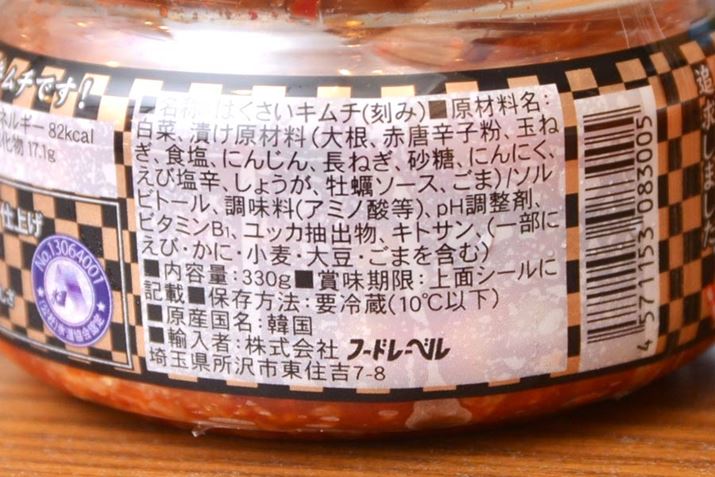 ムチです!
ネルギー 82kcal
化物 17.1g
仕上げ
No.13064001
■名称:はくさいキムチ(刻み)■原材料名:
白菜、漬け原材料(大根、赤唐辛子粉、玉ね
ぎ、食塩、にんじん、長ねぎ、砂糖、にんにく、
えび塩辛、しょうが、牡蠣ソース、ごま)/ソル
ビトール、調味料(アミノ酸等)、pH調整剤、
ビタミンB₁、ユッカ抽出物、キトサン、(一部に
えび・かに・小麦・大豆・ごまを含む)
■内容量:330g■賞味期限:上面シールに
記載■保存方法:要冷蔵(10℃以下)
■原産国名:韓国
■輸入者:株式会社 フードレーベル
埼玉県所沢市東住吉7-8
4 571153 083005
追求しました